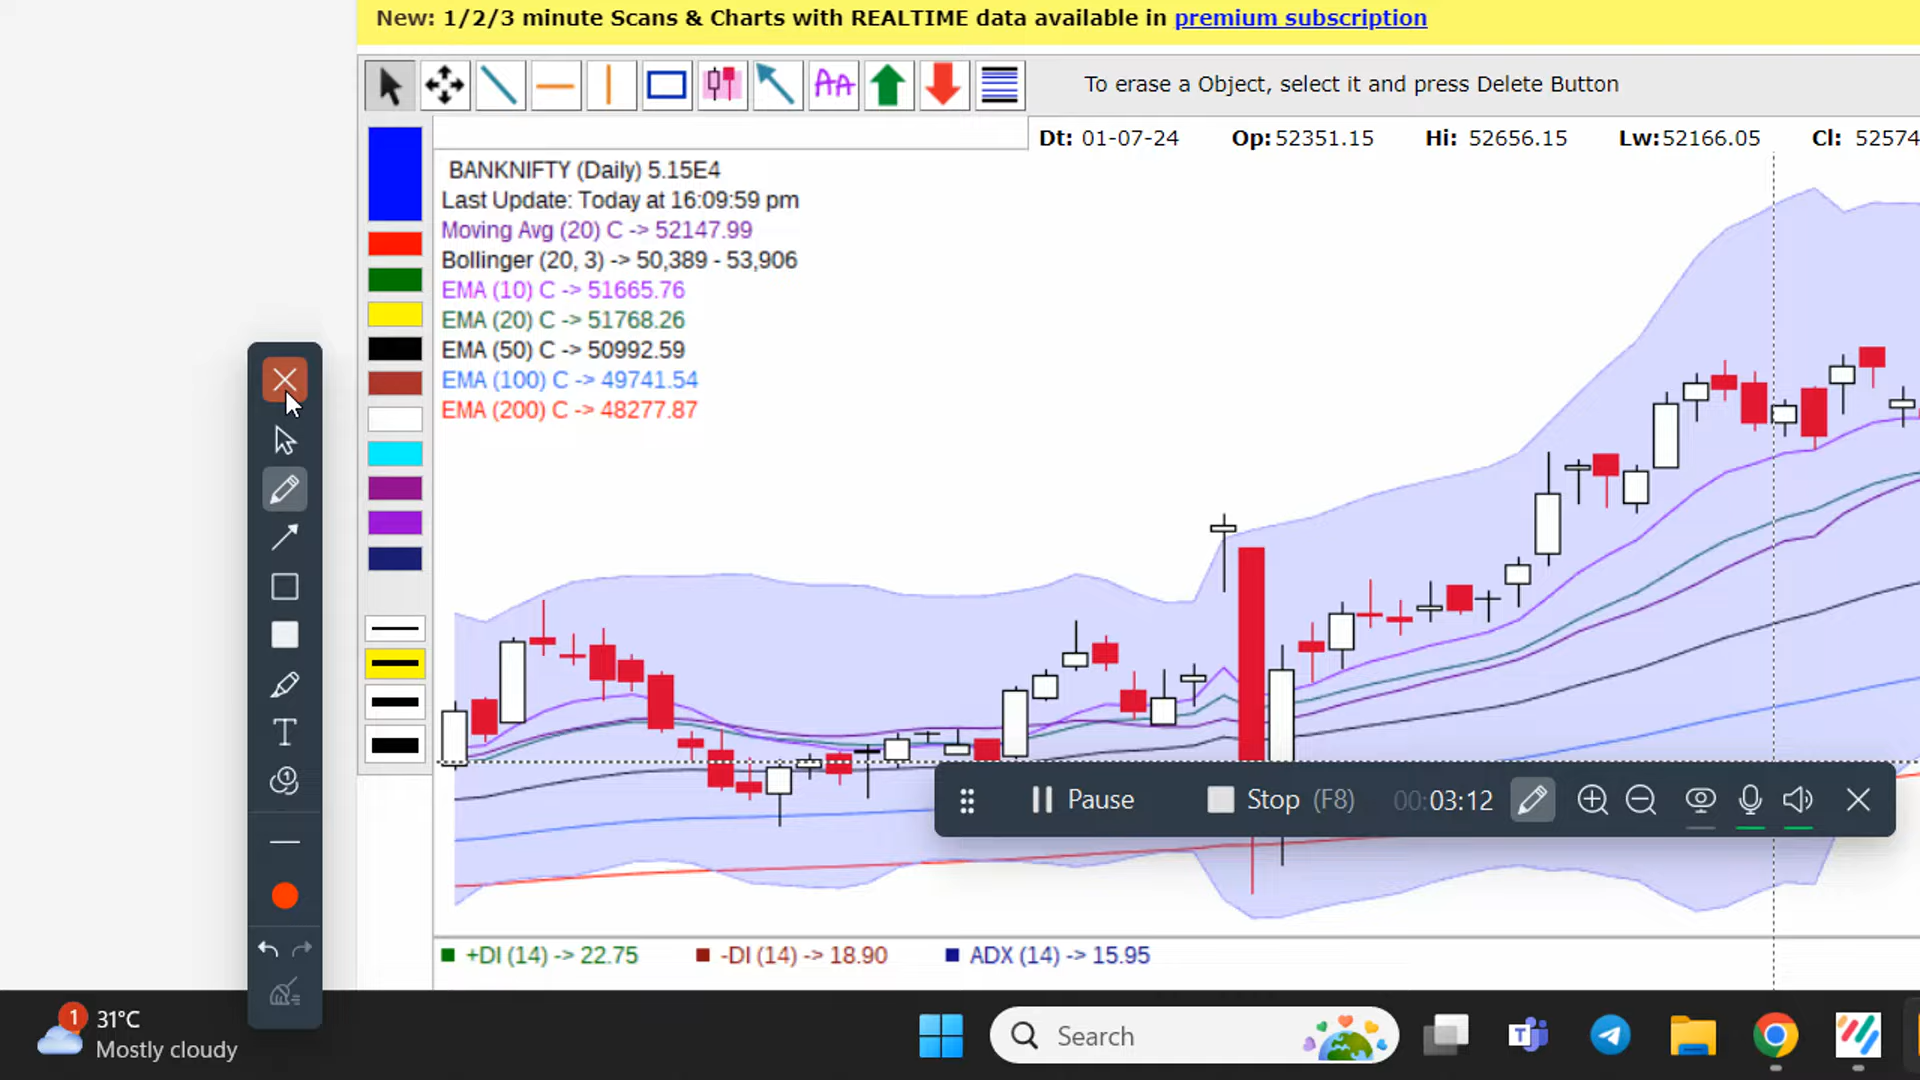 New: 1/2/3 minute Scans & Charts with REALTIME data available in premium subscription
AA
To erase a Object, select it and press Delete Button
Dt: 01-07-24 Op:52351.15 Hi: 52656.15 Lw:52166.05 Cl: 52574
BANKNIFTY (Daily) 5.15E4
Last Update: Today at 16:09:59 pm
Moving Avg (20) C -> 52147.99
Bollinger (20, 3) -> 50,389 - 53,906
EMA (10) C -> 51665.76
EMA (20) C -> 51768.26
EMA (50) C -> 50992.59
EMA (100) C -> 49741.54
EMA (200) C -> 48277.87
T
1
Pause Stop (F8) 00:03:12
+DI (14) -> 22.75 -DI (14) -> 18.90 ADX (14) -> 15.95
1
31°C
Mostly cloudy
Search